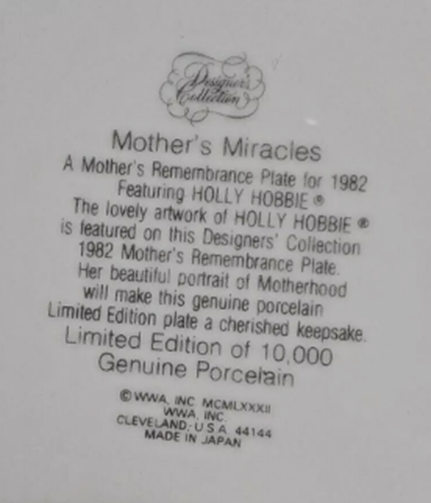 Designer's
Collection
Mother's Miracles
A Mother's Remembrance Plate for 1982
Featuring HOLLY HOBBIE ®
The lovely artwork of HOLLY HOBBIE ®
is featured on this Designers' Collection
1982 Mother's Remembrance Plate.
Her beautiful portrait of Motherhood
will make this genuine porcelain
Limited Edition plate a cherished keepsake.
Limited Edition of 10,000
Genuine Porcelain
© WWA, INC. MCMLXXXII
WWA, INC.
CLEVELAND, U.S.A. 44144
MADE IN JAPAN